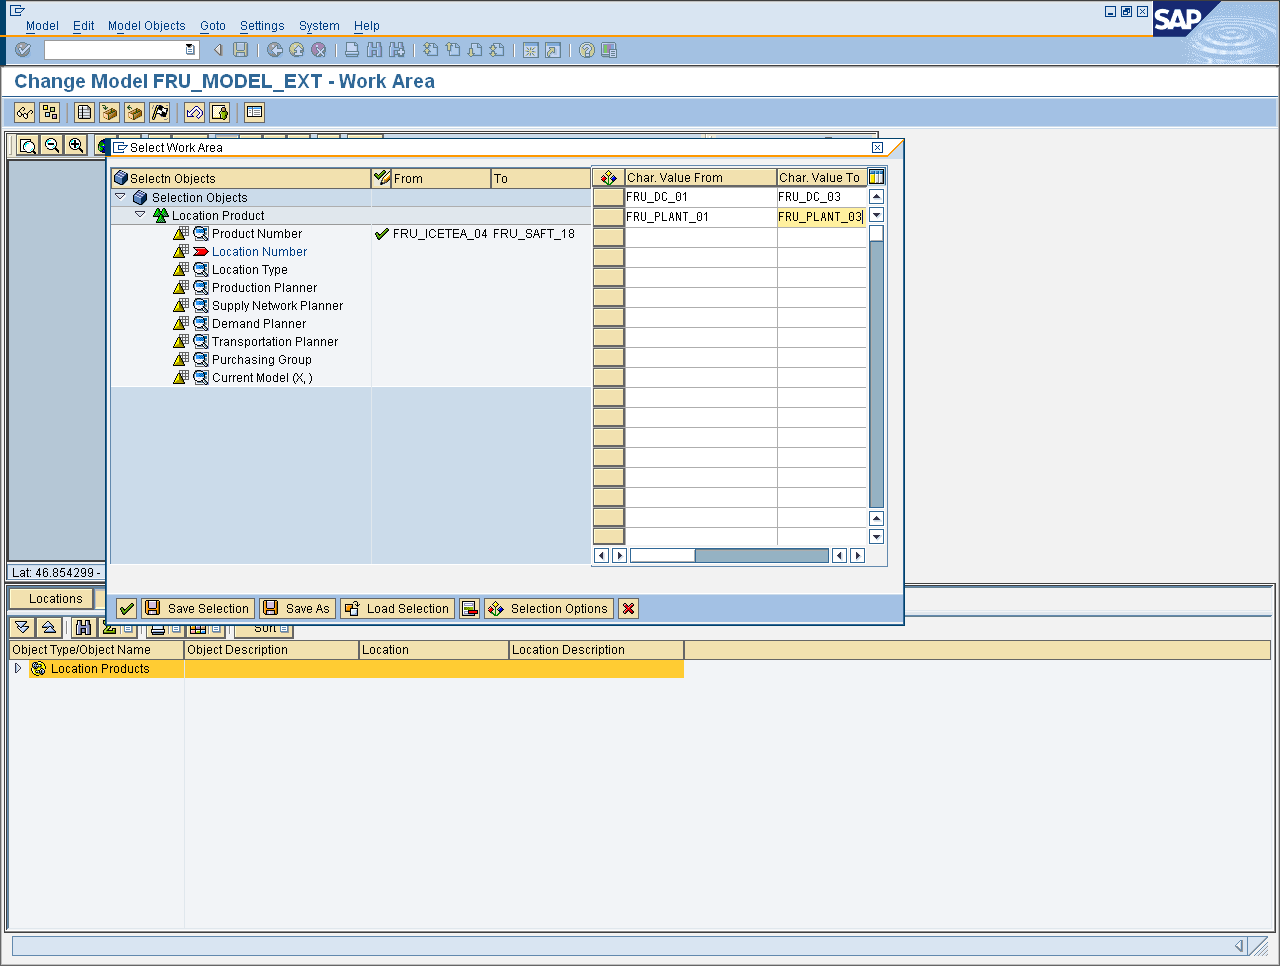 Model Edit Model Objects Goto Settings System Help
SAP
Change Model FRU_MODEL_EXT - Work Area
Select Work Area
Selectn Objects From To
Char. Value From Char. Value To
Selection Objects
FRU_DC_01 FRU_DC_03
Location Product
FRU_PLANT_01 FRU_PLANT_03
Product Number FRU_ICETEA_04 FRU_SAFT_18
Location Number
Location Type
Production Planner
Supply Network Planner
Demand Planner
Transportation Planner
Purchasing Group
Current Model (X, )
Lat: 46.854299 -
Locations
Save Selection Save As Load Selection Selection Options
Sort
Object Type/Object Name Object Description Location Location Description
Location Products